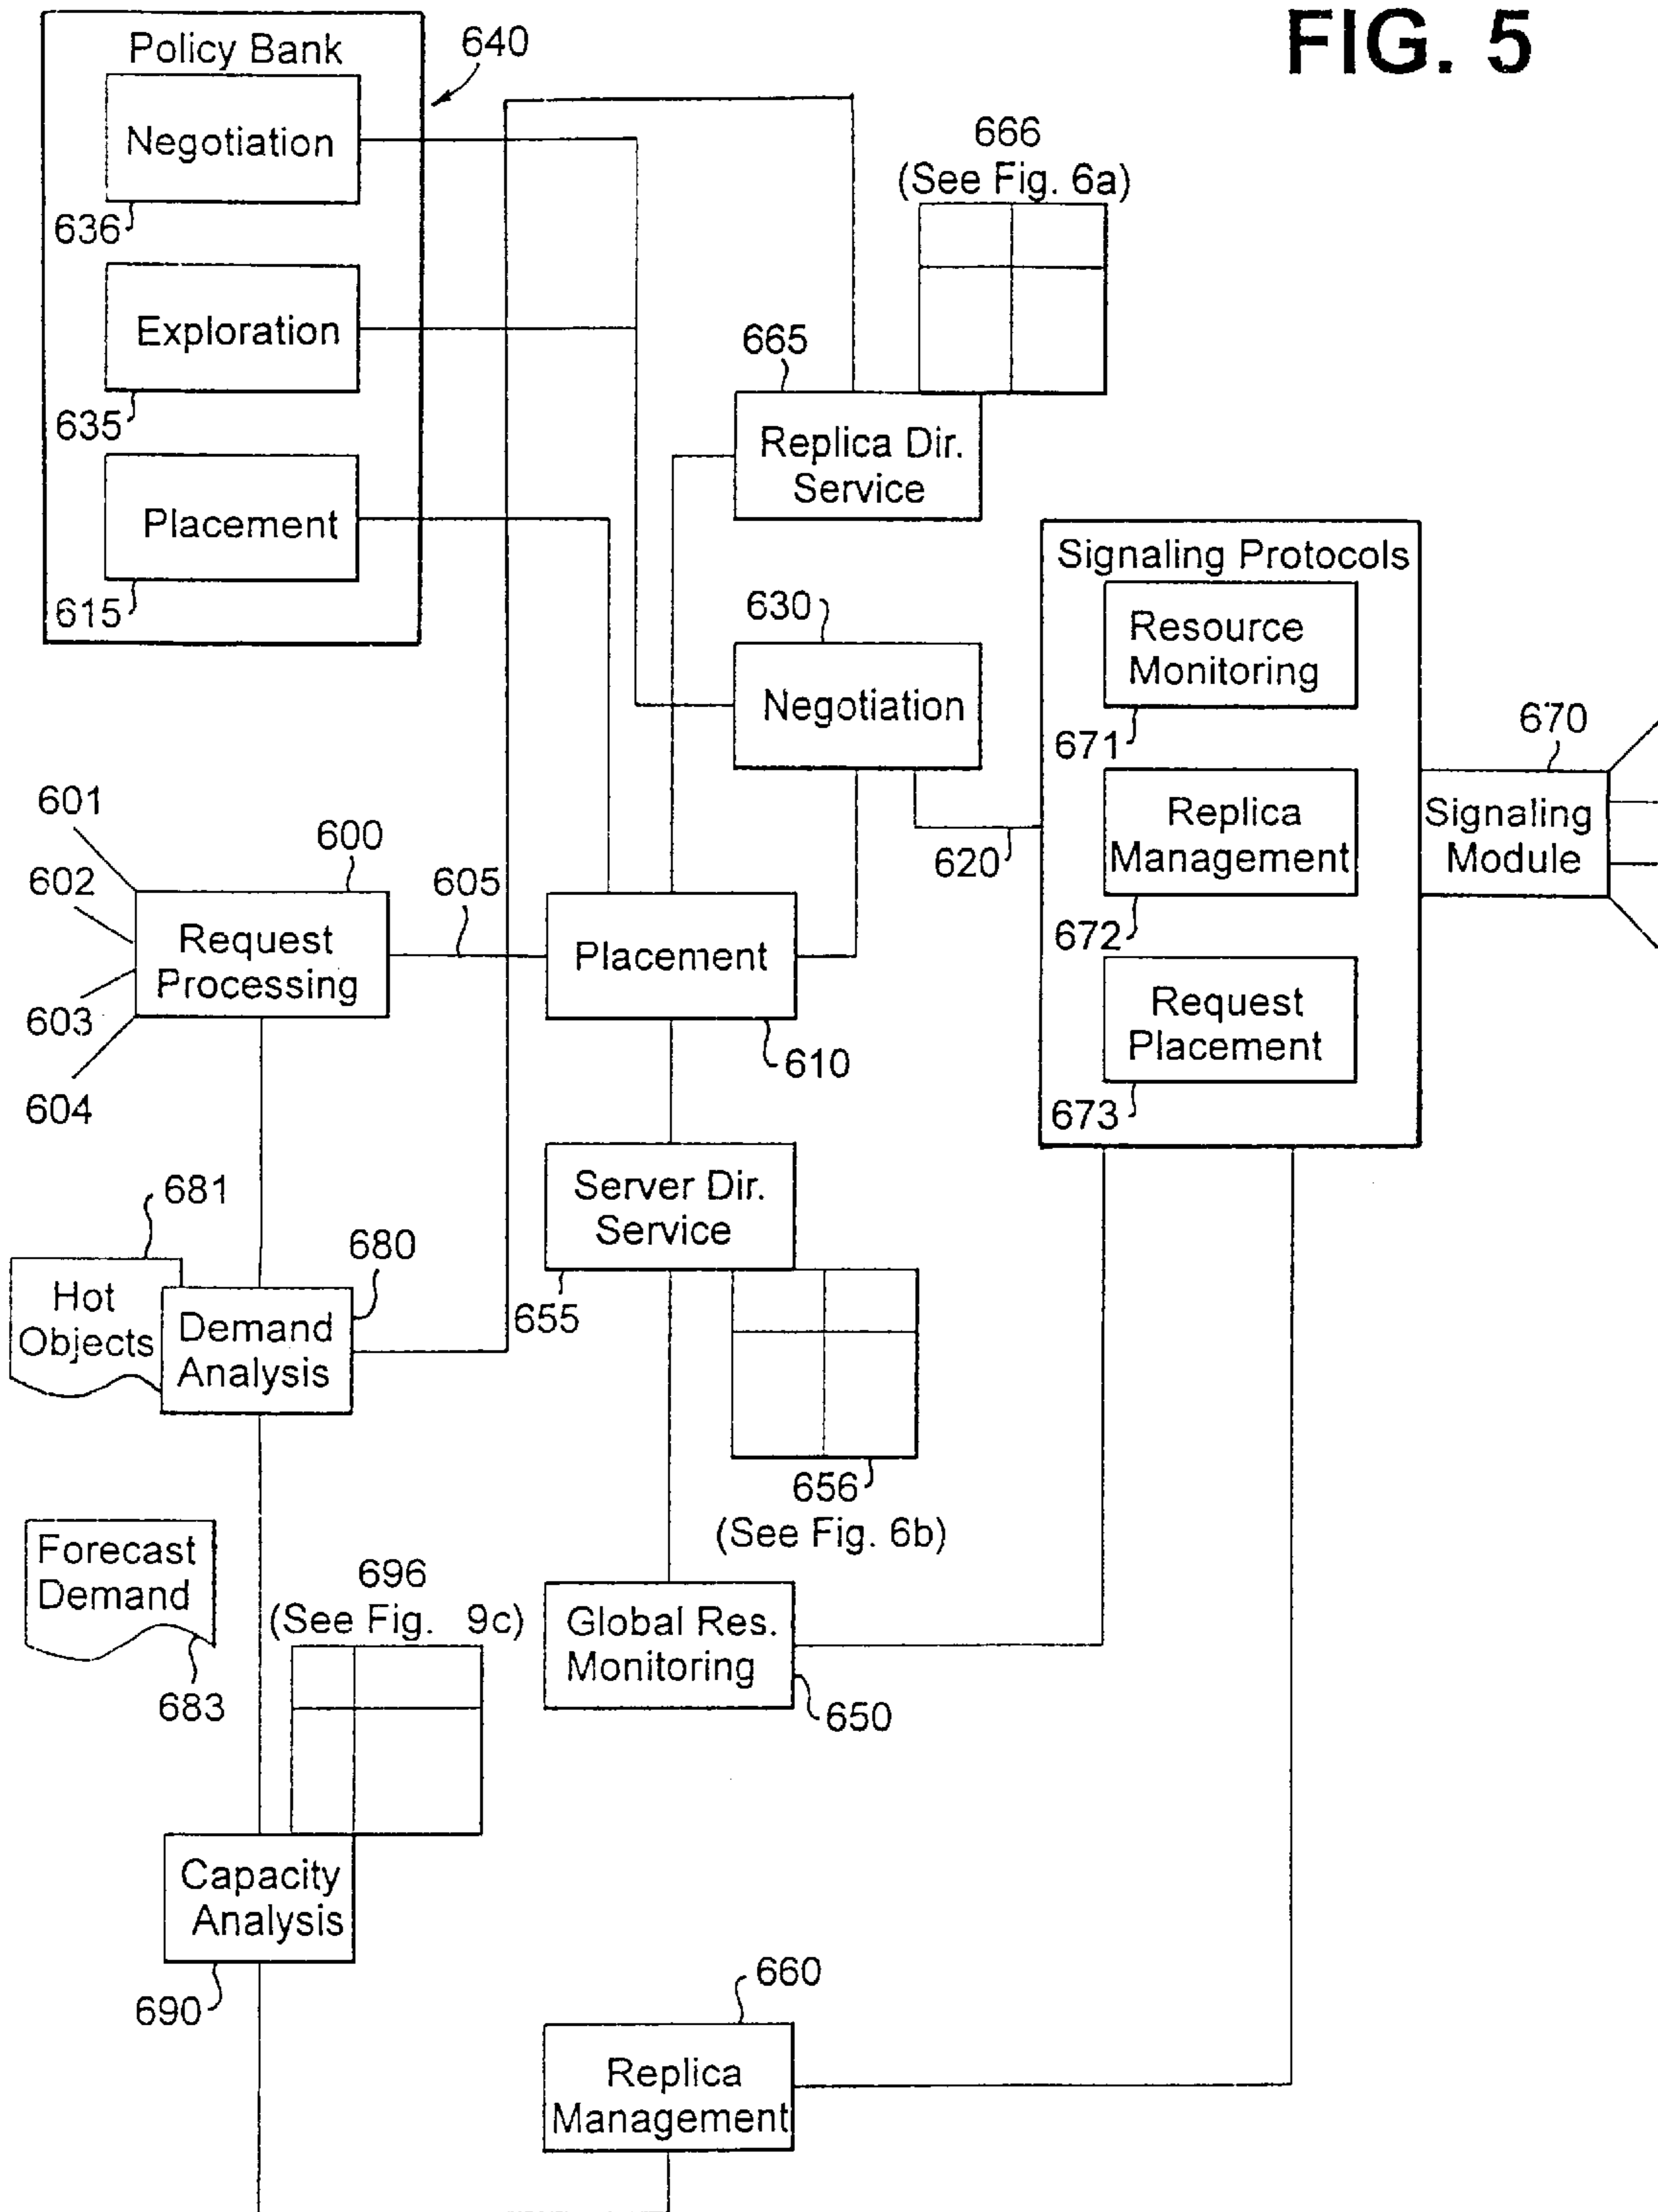 FIG. 5
Policy Bank
640
Negotiation
636
Exploration
635
Placement
615
666
(See Fig. 6a)
665
Replica Dir.
Service
630
Negotiation
620
Signaling Protocols
Resource
Monitoring
671
Replica
Management
672
Request
Placement
673
670
Signaling
Module
601
602
603
604
600
Request
Processing
605
Placement
610
Server Dir.
Service
655
656
(See Fig. 6b)
681
Hot
Objects
680
Demand
Analysis
Forecast
Demand
683
696
(See Fig. 9c)
Global Res.
Monitoring
650
Capacity
Analysis
690
660
Replica
Management